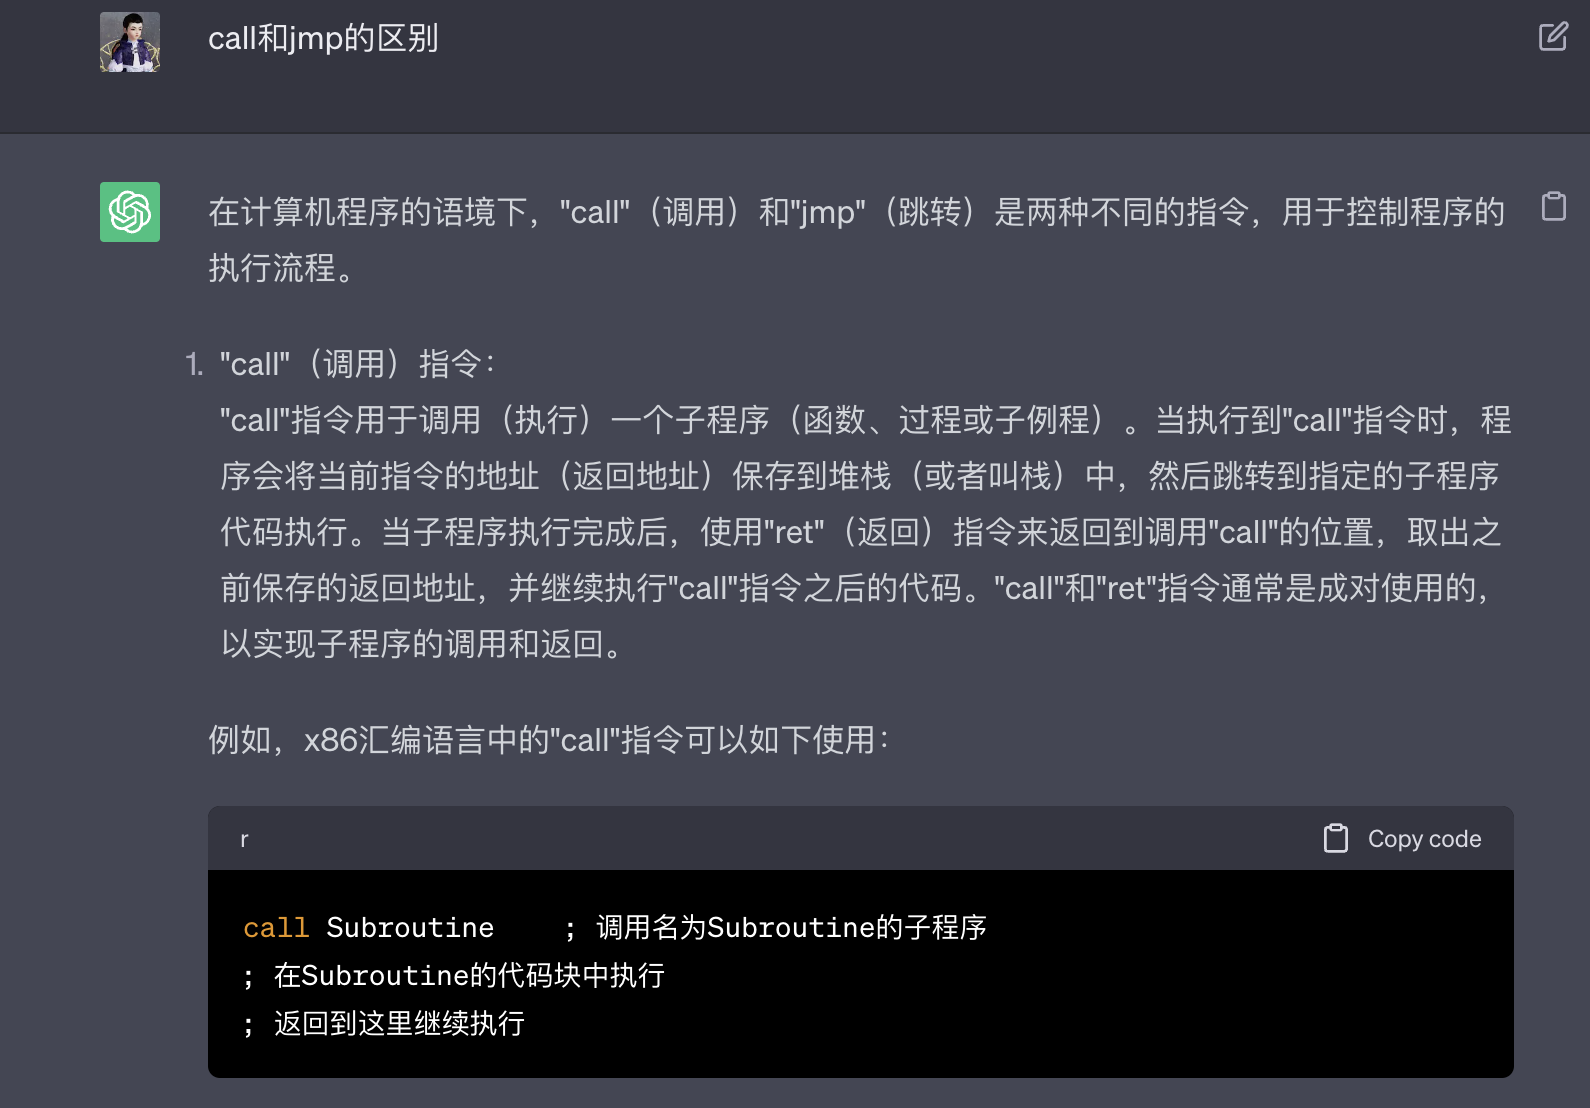 call和jmp的区别
在计算机程序的语境下，"call"（调用）和"jmp"（跳转）是两种不同的指令，用于控制程序的
执行流程。
1. "call"（调用）指令：
"call"指令用于调用（执行）一个子程序（函数、过程或子例程）。当执行到"call"指令时，程
序会将当前指令的地址（返回地址）保存到堆栈（或者叫栈）中，然后跳转到指定的子程序
代码执行。当子程序执行完成后，使用"ret"（返回）指令来返回到调用"call"的位置，取出之
前保存的返回地址，并继续执行"call"指令之后的代码。"call"和"ret"指令通常是成对使用的，
以实现子程序的调用和返回。
例如，x86汇编语言中的"call"指令可以如下使用：
r
Copy code
call Subroutine    ; 调用名为Subroutine的子程序
; 在Subroutine的代码块中执行
; 返回到这里继续执行